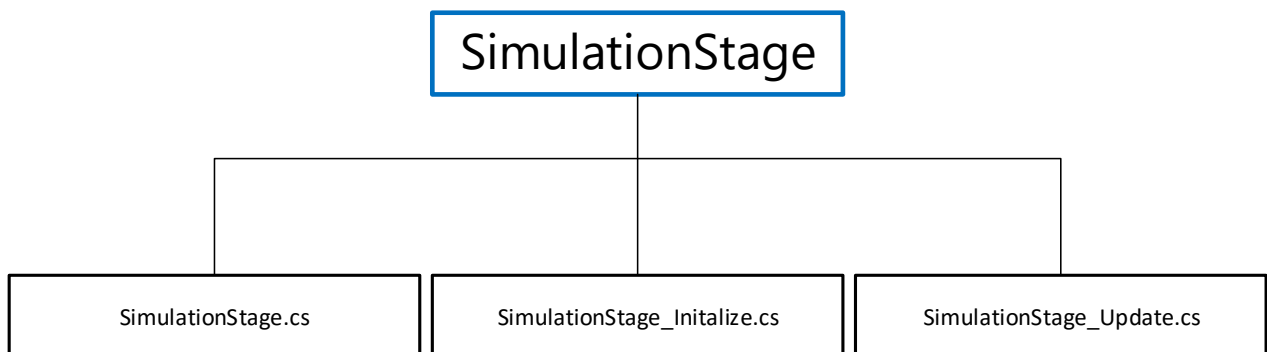 SimulationStage
SimulationStage.cs
SimulationStage_Initalize.cs
SimulationStage_Update.cs